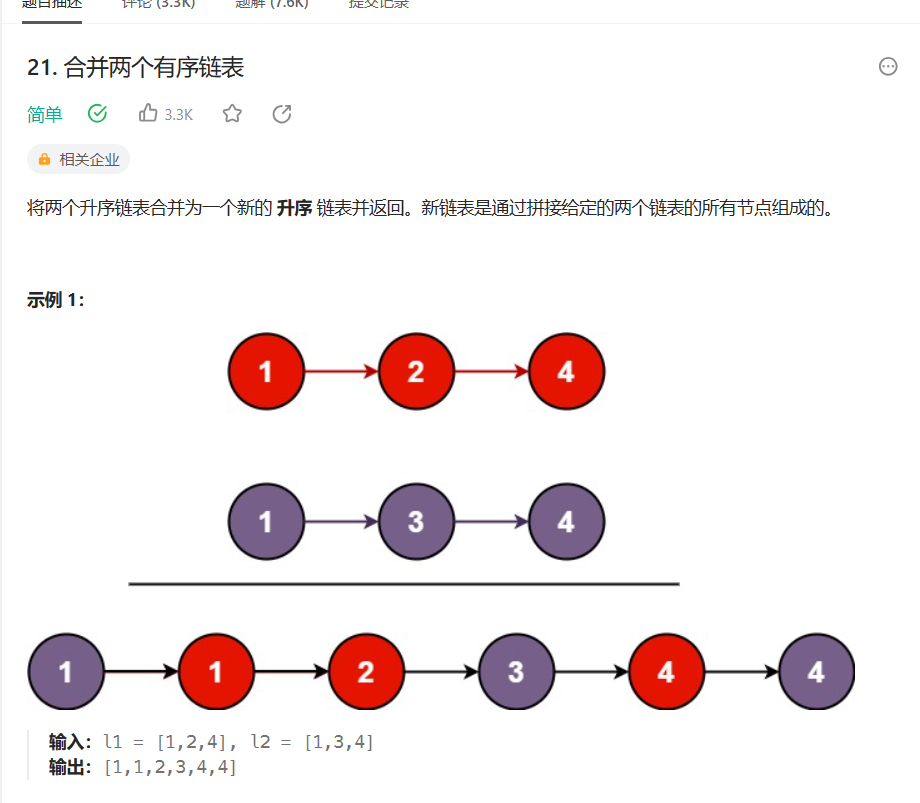 题目描述 评论 (3.3K) 题解 (7.6K) 提交记录
21. 合并两个有序链表
简单 3.3K
相关企业
将两个升序链表合并为一个新的 升序 链表并返回。新链表是通过拼接给定的两个链表的所有节点组成的。
示例 1:
1 2 4
1 3 4
1 1 2 3 4 4
输入: l1 = [1,2,4], l2 = [1,3,4]
输出: [1,1,2,3,4,4]